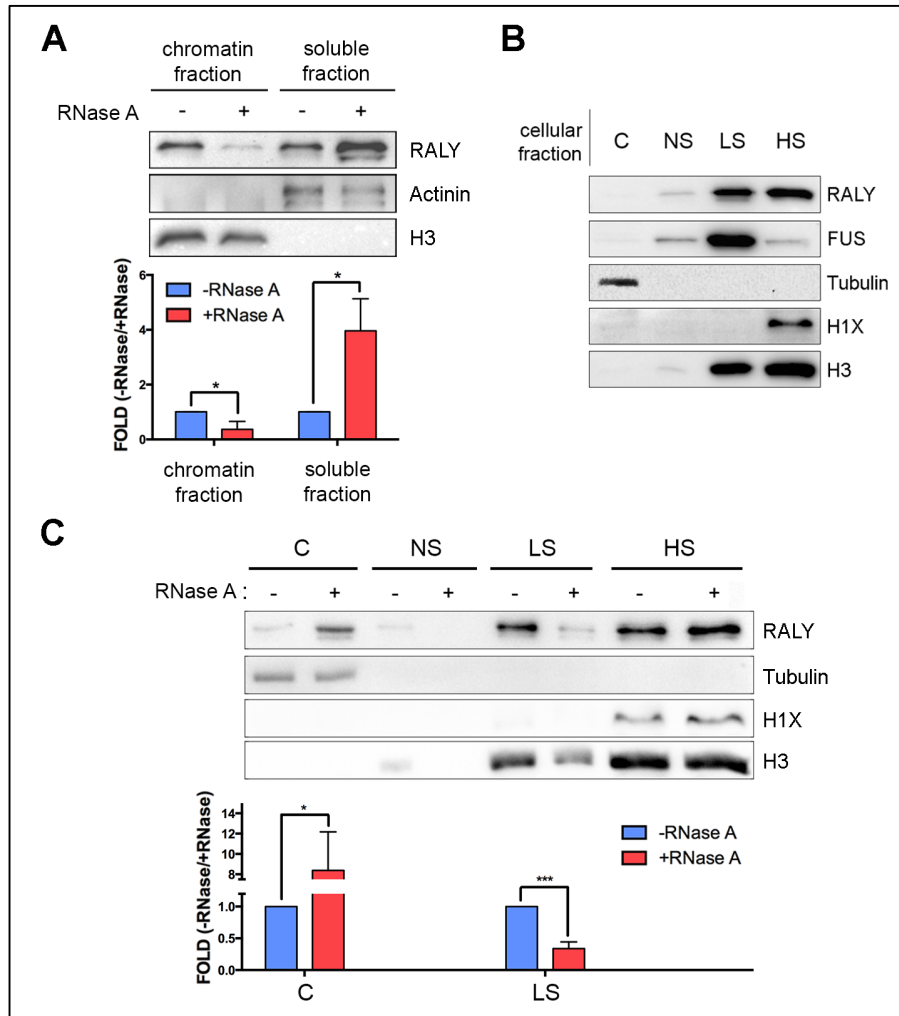 A
chromatin
fraction
soluble
fraction
RNase A - + - +
RALY
Actinin
H3
FOLD (-RNase/+RNase)
6
4
2
0
-RNase A
+RNase A
*
*
chromatin
fraction
soluble
fraction
B
cellular
fraction
C NS LS HS
RALY
FUS
Tubulin
H1X
H3
C
C NS LS HS
RNase A : - + - + - + - +
RALY
Tubulin
H1X
H3
FOLD (-RNase/+RNase)
14
12
10
8
1.0
0.5
0.0
*
***
-RNase A
+RNase A
C LS